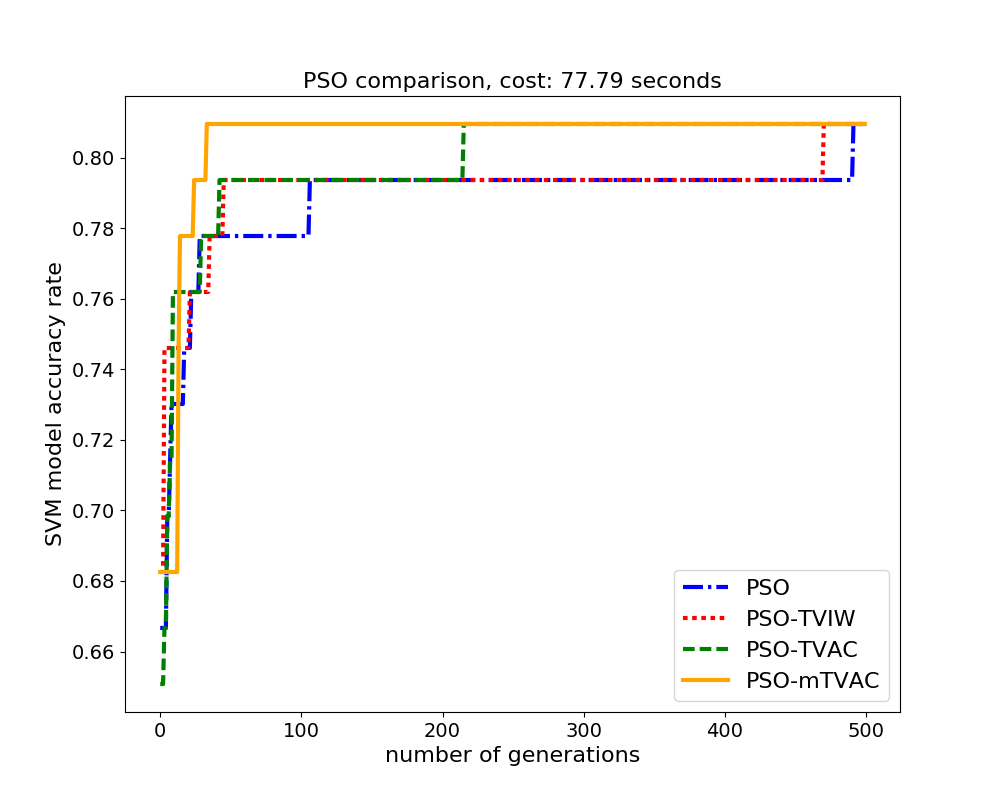 PSO comparison, cost: 77.79 seconds
SVM model accuracy rate
0.80
0.78
0.76
0.74
0.72
0.70
0.68
0.66
PSO
PSO-TVIW
PSO-TVAC
PSO-mTVAC
0 100 200 300 400 500
number of generations